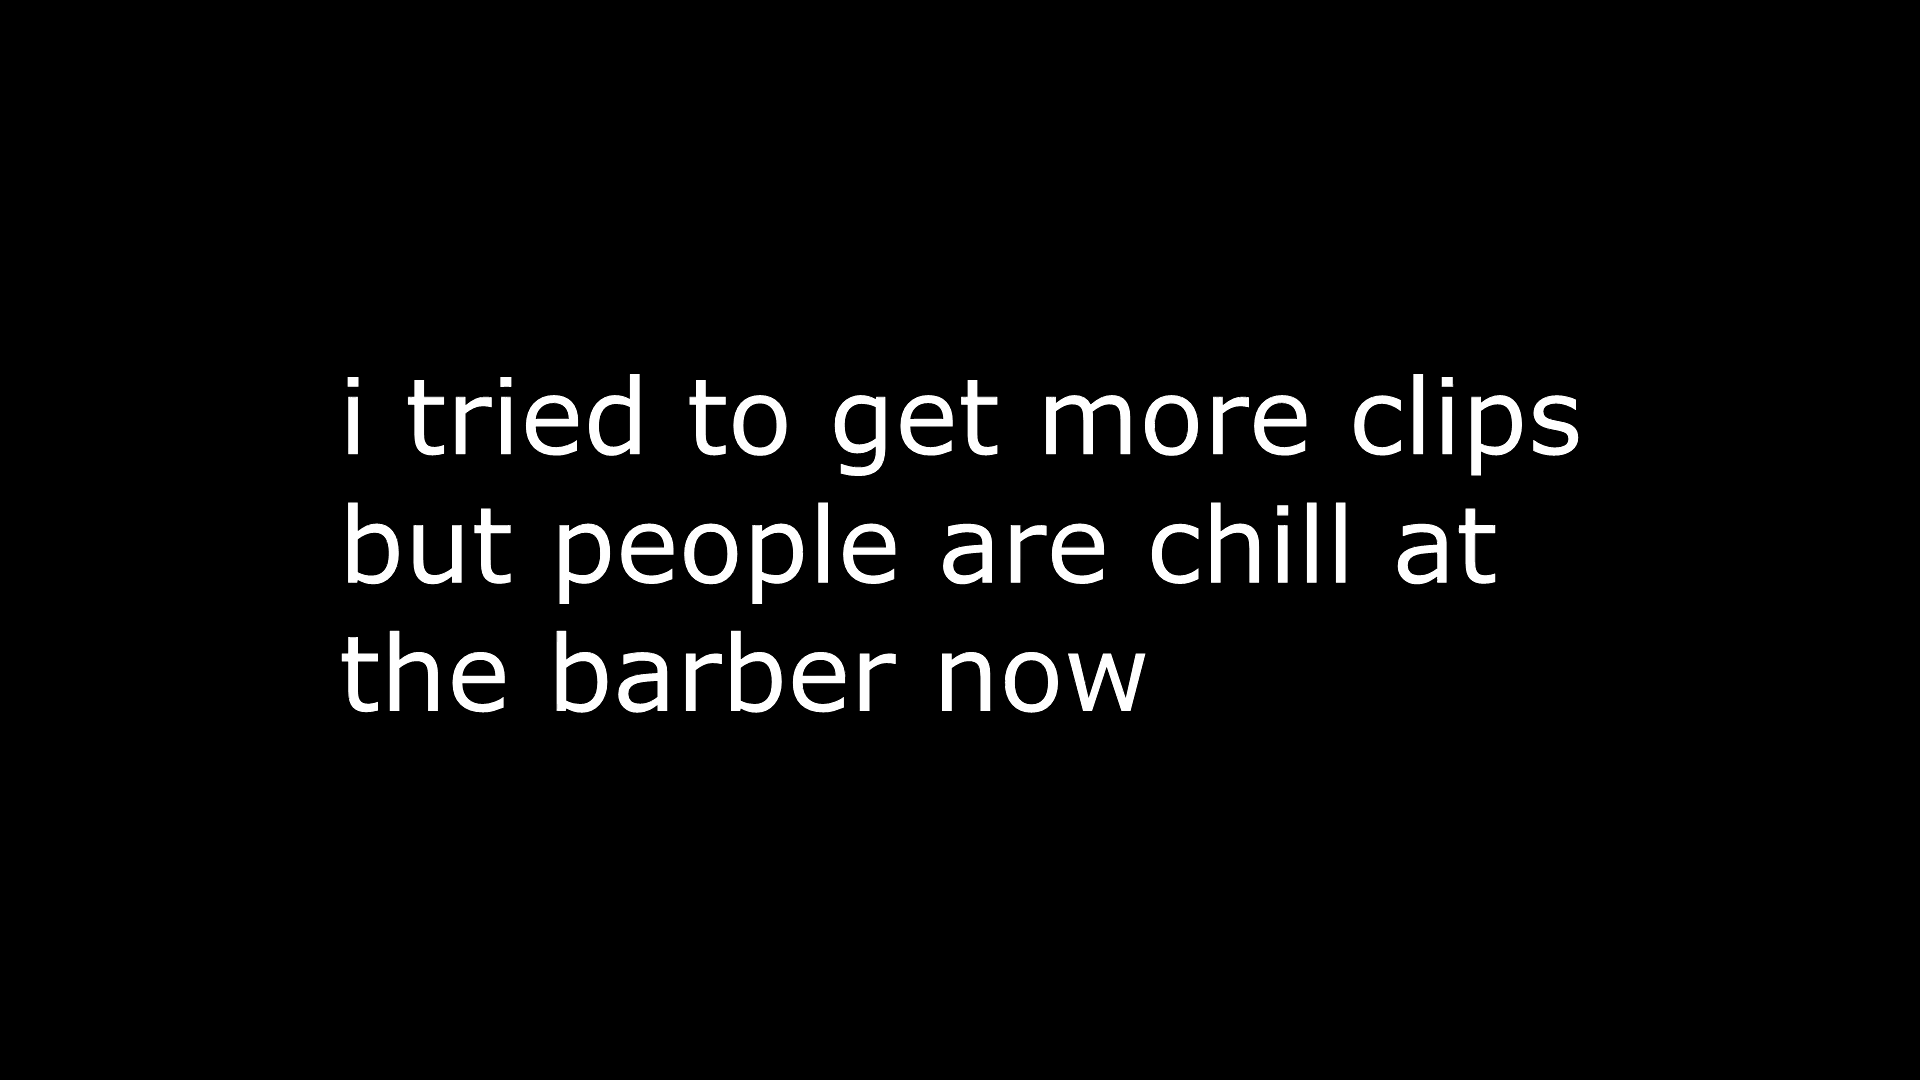 i tried to get more clips
but people are chill at
the barber now